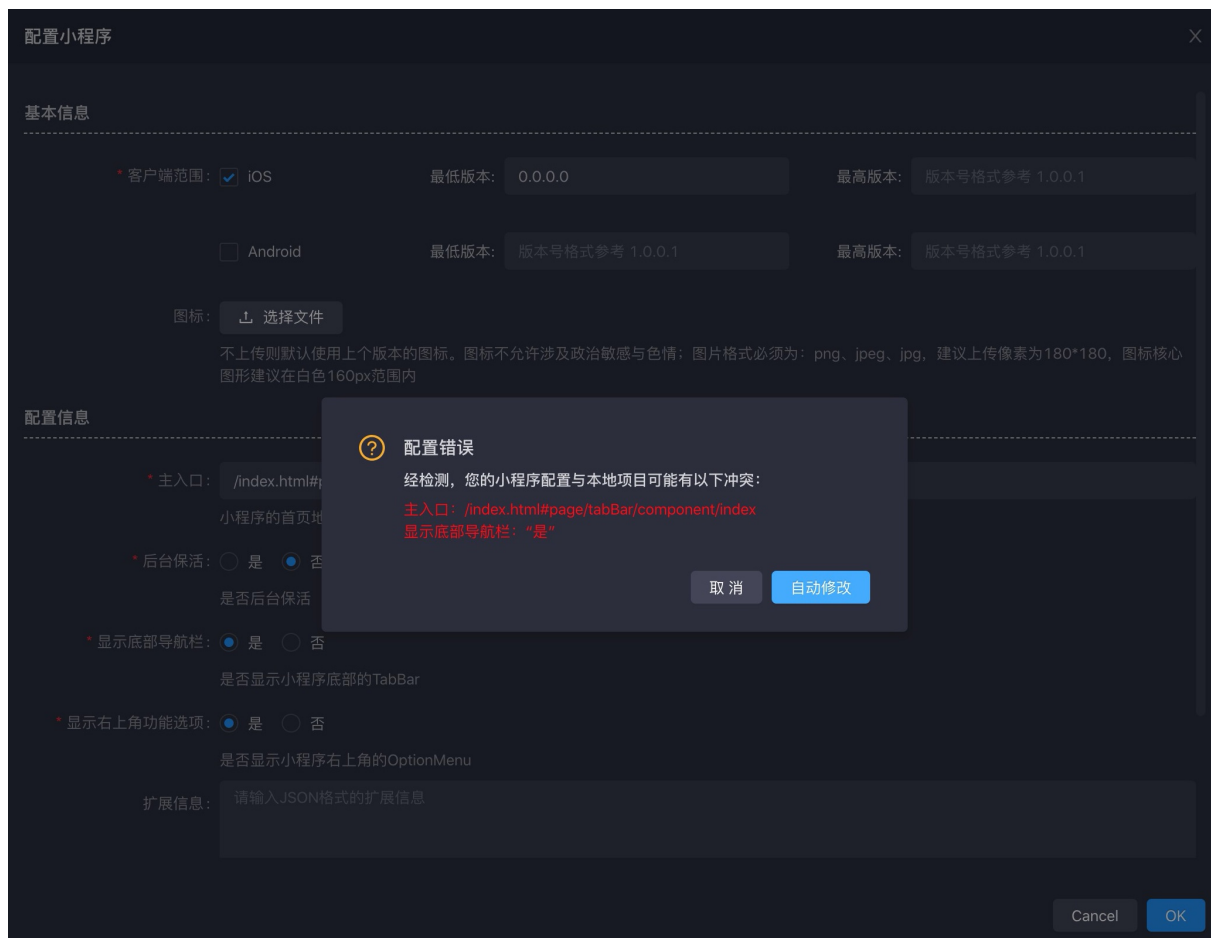 配置小程序
基本信息
* 客户端范围: iOS 最低版本: 0.0.0.0 最高版本: 版本号格式参考 1.0.0.1
Android 最低版本: 版本号格式参考 1.0.0.1 最高版本: 版本号格式参考 1.0.0.1
图标: 选择文件
不上传则默认使用上个版本的图标。图标不允许涉及政治敏感与色情；图片格式必须为：png、jpeg、jpg，建议上传像素为180*180，图标核心
图形建议在白色160px范围内
配置信息
配置错误
经检测，您的小程序配置与本地项目可能有以下冲突：
主入口：/index.html#page/tabBar/component/index
显示底部导航栏：“是”
取 消 自动修改
* 主入口: /index.html#
小程序的首页地
* 后台保活: 是 否
是否后台保活
* 显示底部导航栏: 是 否
是否显示小程序底部的TabBar
* 显示右上角功能选项: 是 否
是否显示小程序右上角的OptionMenu
扩展信息: 请输入JSON格式的扩展信息
Cancel OK